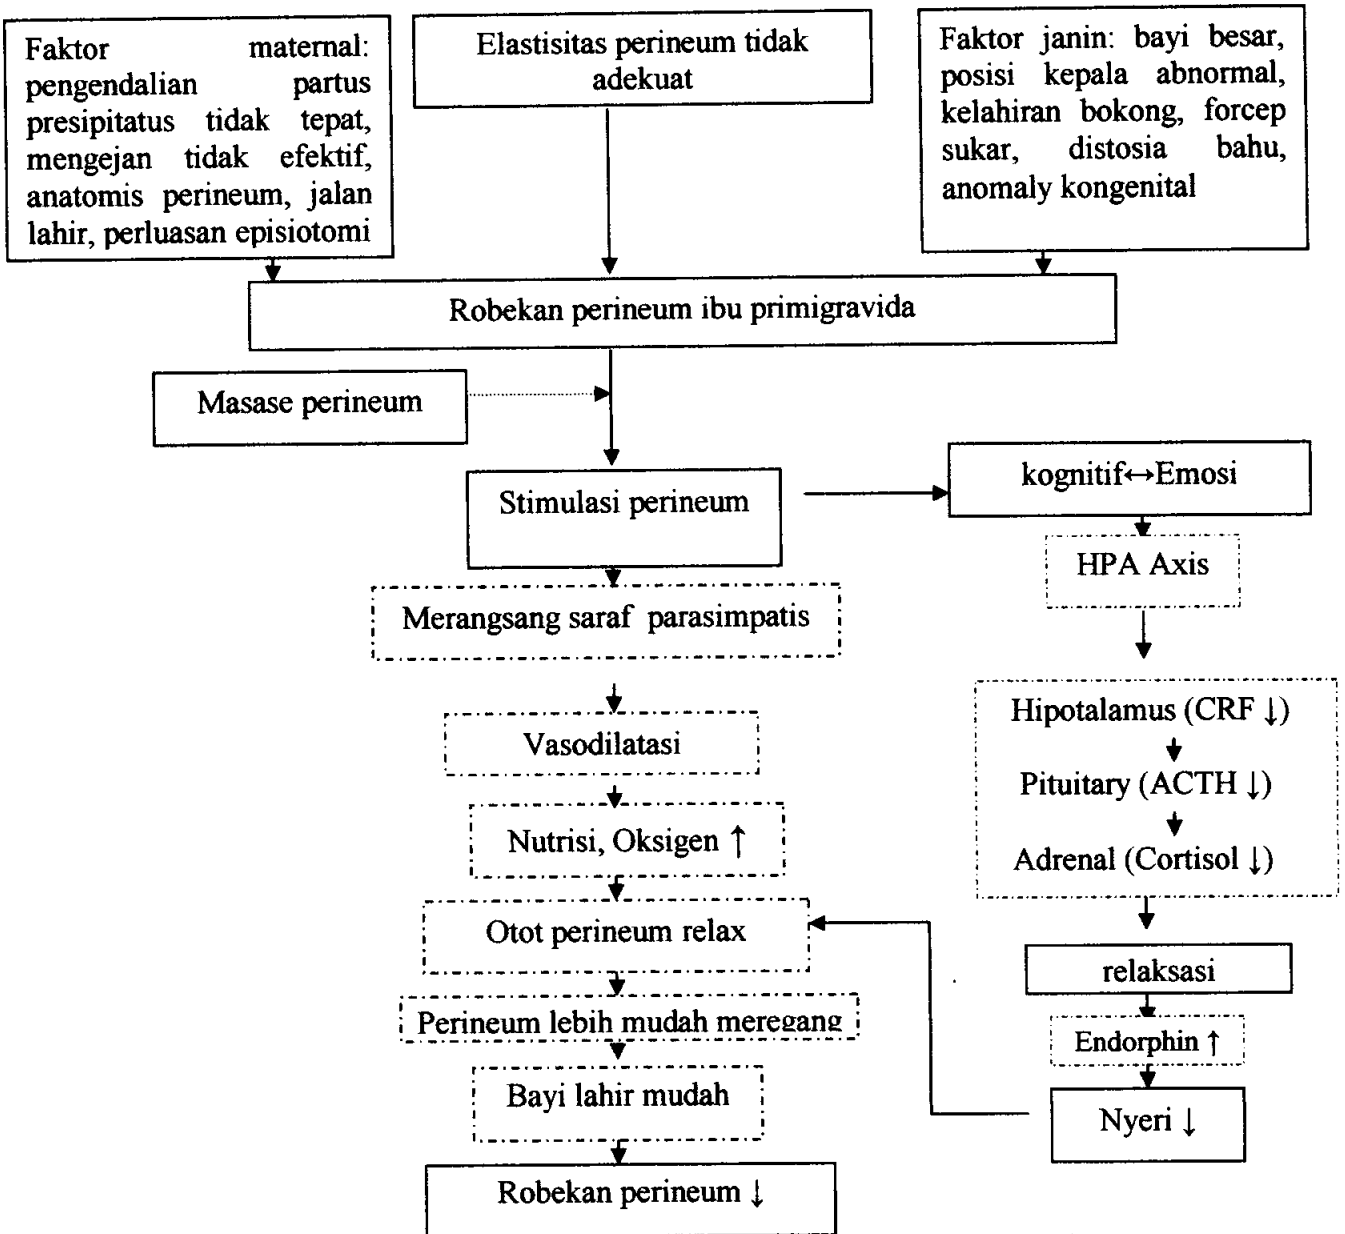 Faktor maternal:
pengendalian partus
presipitatus tidak tepat,
mengejan tidak efektif,
anatomis perineum, jalan
lahir, perluasan episiotomi
Elastisitas perineum tidak
adekuat
Faktor janin: bayi besar,
posisi kepala abnormal,
kelahiran bokong, forcep
sukar, distosia bahu,
anomaly kongenital
Robekan perineum ibu primigravida
Masase perineum
Stimulasi perineum
kognitif↔Emosi
HPA Axis
Merangsang saraf parasimpatis
Hipotalamus (CRF ↓)
Vasodilatasi
Pituitary (ACTH ↓)
Nutrisi, Oksigen ↑
Adrenal (Cortisol ↓)
Otot perineum relax
relaksasi
Perineum lebih mudah meregang
Endorphin ↑
Bayi lahir mudah
Nyeri ↓
Robekan perineum ↓